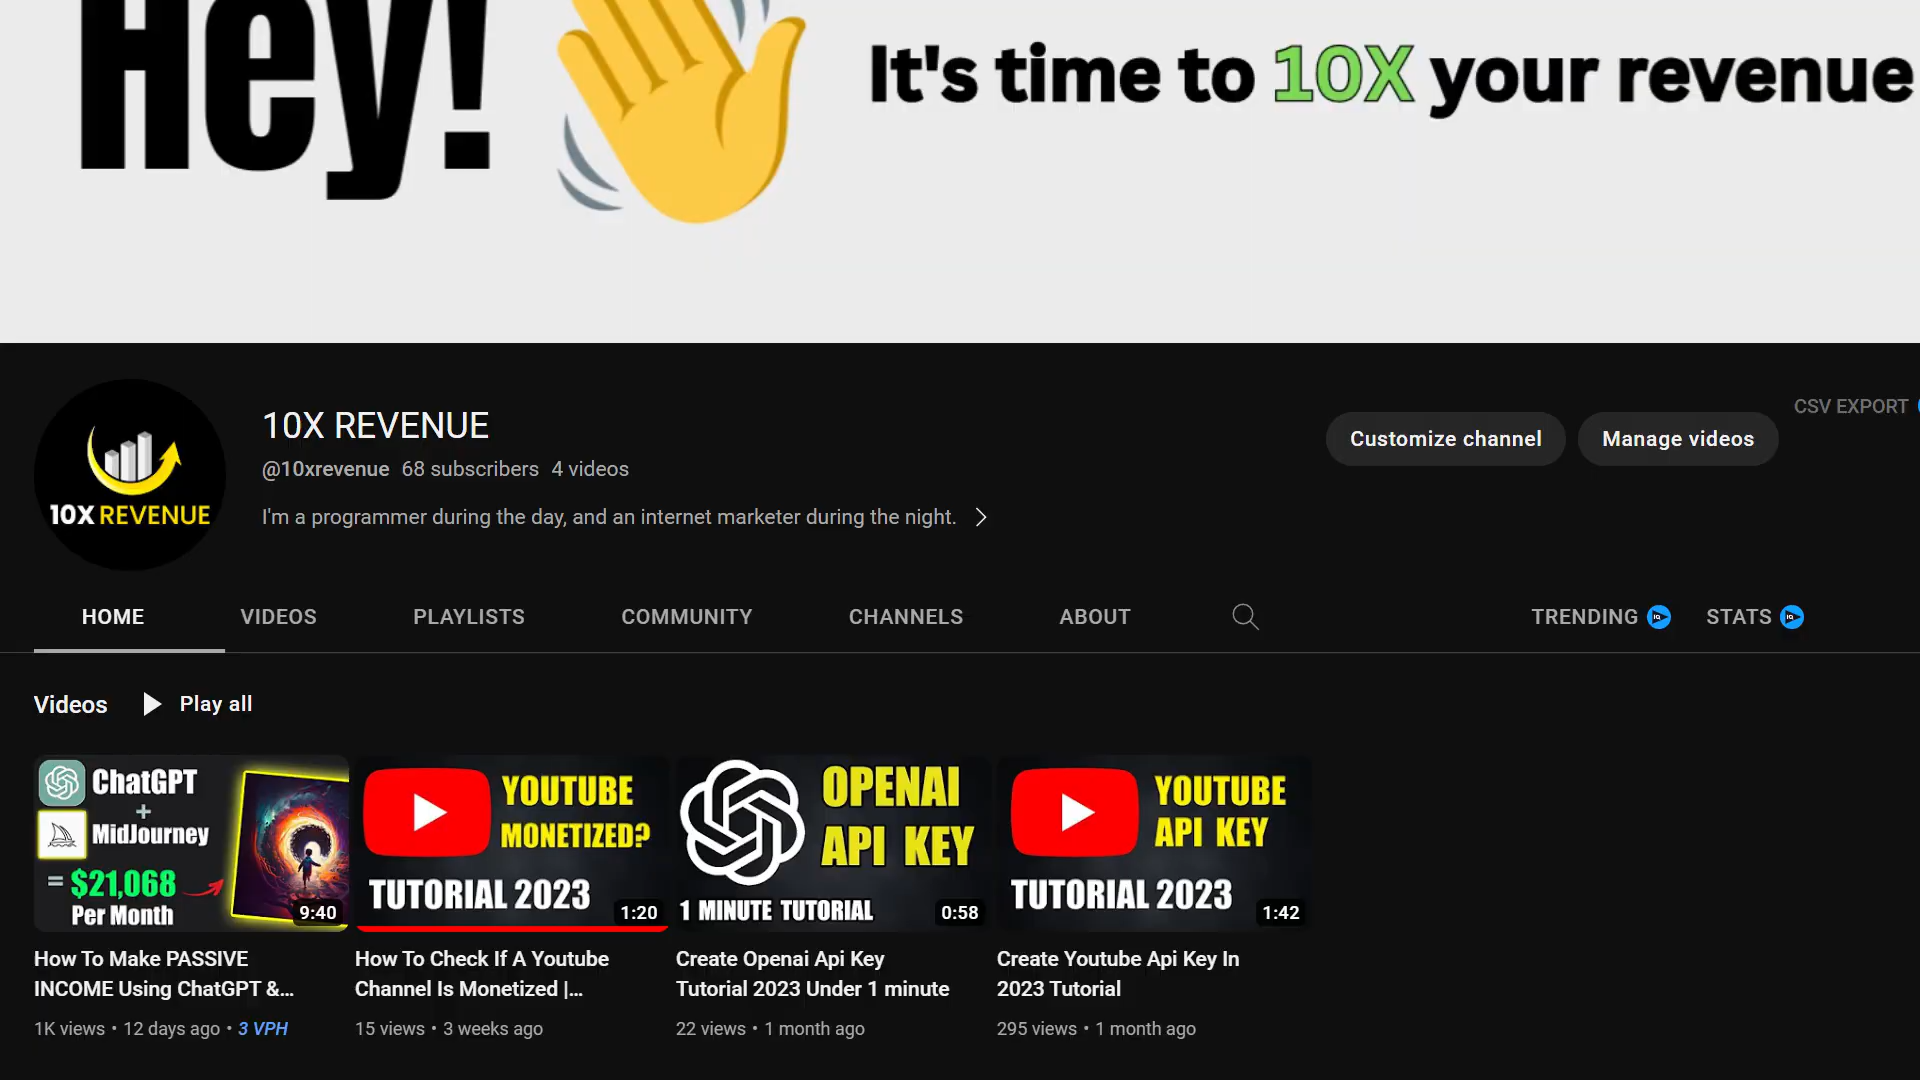 Hey!
It's time to 10X your revenue
10X REVENUE
10X REVENUE
@10xrevenue 68 subscribers 4 videos
I'm a programmer during the day, and an internet marketer during the night.
Customize channel
Manage videos
CSV EXPORT
HOME
VIDEOS
PLAYLISTS
COMMUNITY
CHANNELS
ABOUT
TRENDING
STATS
Videos
Play all
ChatGPT
+
MidJourney
= $21,068
Per Month
9:40
How To Make PASSIVE
INCOME Using ChatGPT &...
1K views • 12 days ago • 3 VPH
YOUTUBE
MONETIZED?
TUTORIAL 2023
1:20
How To Check If A Youtube
Channel Is Monetized |...
15 views • 3 weeks ago
OPENAI
API KEY
1 MINUTE TUTORIAL
0:58
Create Openai Api Key
Tutorial 2023 Under 1 minute
22 views • 1 month ago
YOUTUBE
API KEY
TUTORIAL 2023
1:42
Create Youtube Api Key In
2023 Tutorial
295 views • 1 month ago